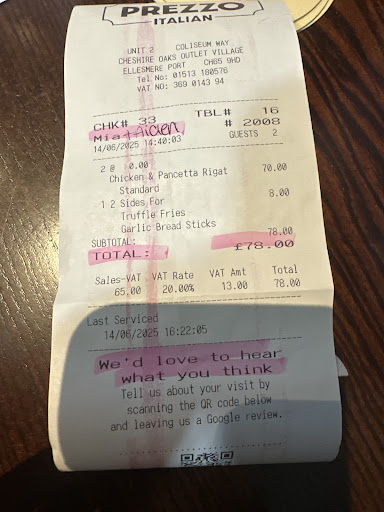 PREZZO
ITALIAN
UNIT 2 COLISEUM WAY
CHESHIRE OAKS OUTLET VILLAGE
ELLESMERE PORT CH65 9HD
Tel No: 01513 180576
VAT NO: 369 0143 94
CHK# 33 TBL# 16
Mia # 2008
14/06/2025 14:40:03 GUESTS 2
2 @ 0.00
Chicken & Pancetta Rigat 70.00
Standard
1 2 Sides For 8.00
Truffle Fries
Garlic Bread Sticks
SUBTOTAL: 78.00
TOTAL: £78.00
Sales-VAT VAT Rate VAT Amt Total
65.00 20.00% 13.00 78.00
Last Serviced
14/06/2025 16:22:05
We'd love to hear
what you think
Tell us about your visit by
scanning the QR code below
and leaving us a Google review.